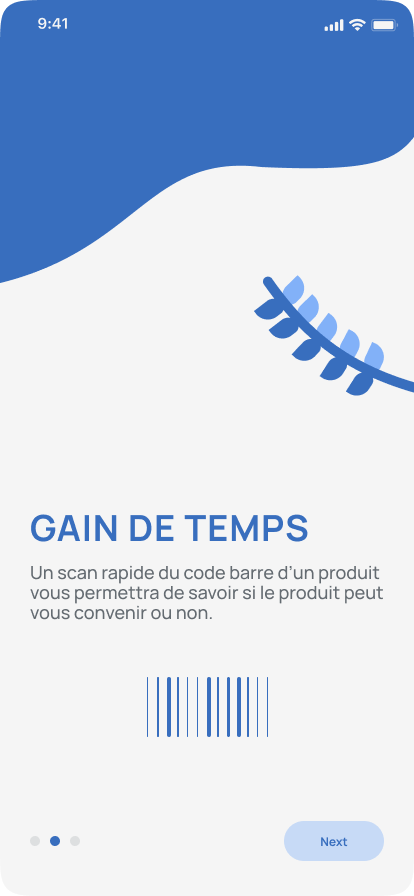 9:41
GAIN DE TEMPS
Un scan rapide du code barre d’un produit
vous permettra de savoir si le produit peut
vous convenir ou non.
Next